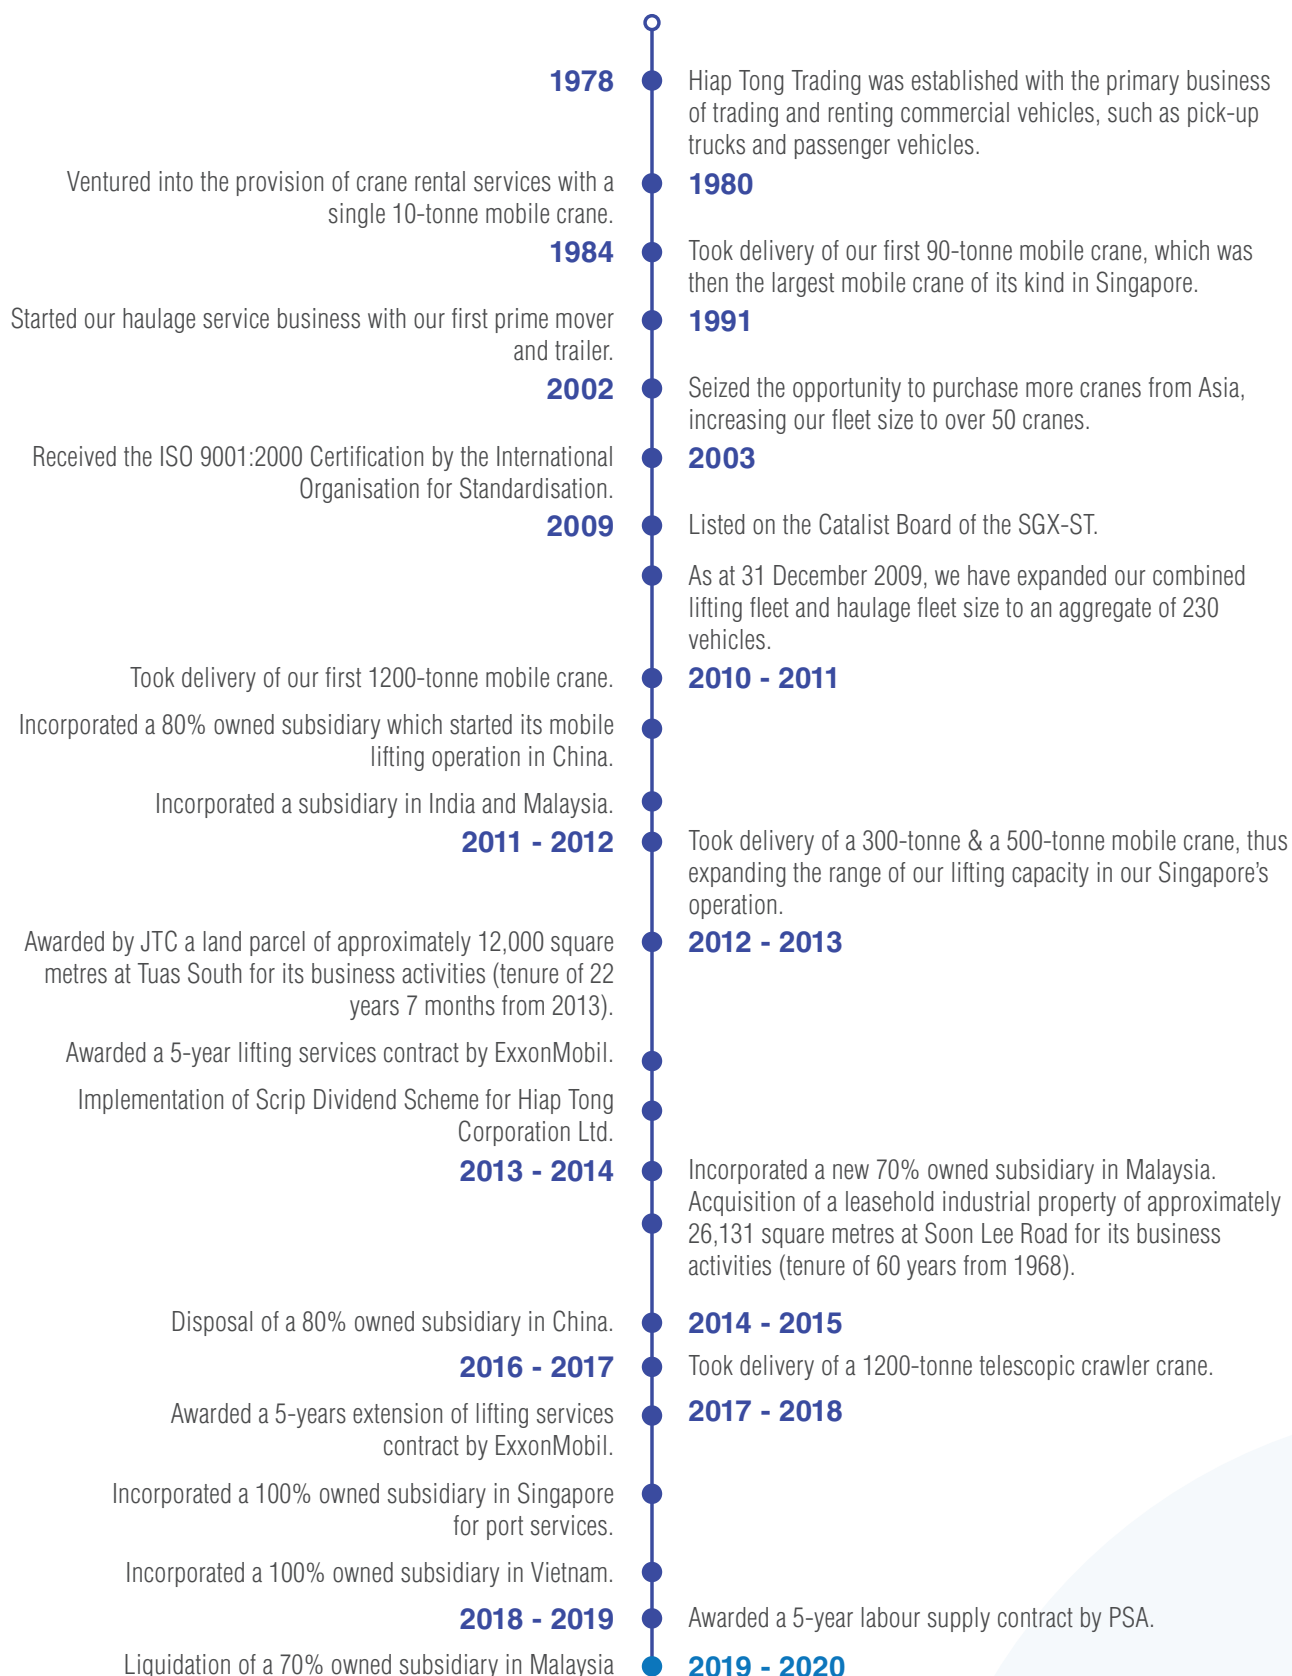 1978
Hiap Tong Trading was established with the primary business
of trading and renting commercial vehicles, such as pick-up
trucks and passenger vehicles.
1980
Ventured into the provision of crane rental services with a
single 10-tonne mobile crane.
1984
Took delivery of our first 90-tonne mobile crane, which was
then the largest mobile crane of its kind in Singapore.
1991
Started our haulage service business with our first prime mover
and trailer.
2002
Seized the opportunity to purchase more cranes from Asia,
increasing our fleet size to over 50 cranes.
2003
Received the ISO 9001:2000 Certification by the International
Organisation for Standardisation.
2009
Listed on the Catalist Board of the SGX-ST.
As at 31 December 2009, we have expanded our combined
lifting fleet and haulage fleet size to an aggregate of 230
vehicles.
2010 - 2011
Took delivery of our first 1200-tonne mobile crane.
Incorporated a 80% owned subsidiary which started its mobile
lifting operation in China.
Incorporated a subsidiary in India and Malaysia.
2011 - 2012
Took delivery of a 300-tonne & a 500-tonne mobile crane, thus
expanding the range of our lifting capacity in our Singapore's
operation.
2012 - 2013
Awarded by JTC a land parcel of approximately 12,000 square
metres at Tuas South for its business activities (tenure of 22
years 7 months from 2013).
Awarded a 5-year lifting services contract by ExxonMobil.
Implementation of Scrip Dividend Scheme for Hiap Tong
Corporation Ltd.
2013 - 2014
Incorporated a new 70% owned subsidiary in Malaysia.
Acquisition of a leasehold industrial property of approximately
26,131 square metres at Soon Lee Road for its business
activities (tenure of 60 years from 1968).
2014 - 2015
Disposal of a 80% owned subsidiary in China.
2016 - 2017
Took delivery of a 1200-tonne telescopic crawler crane.
2017 - 2018
Awarded a 5-years extension of lifting services
contract by ExxonMobil.
Incorporated a 100% owned subsidiary in Singapore
for port services.
Incorporated a 100% owned subsidiary in Vietnam.
2018 - 2019
Awarded a 5-year labour supply contract by PSA.
2019 - 2020
Liquidation of a 70% owned subsidiary in Malaysia